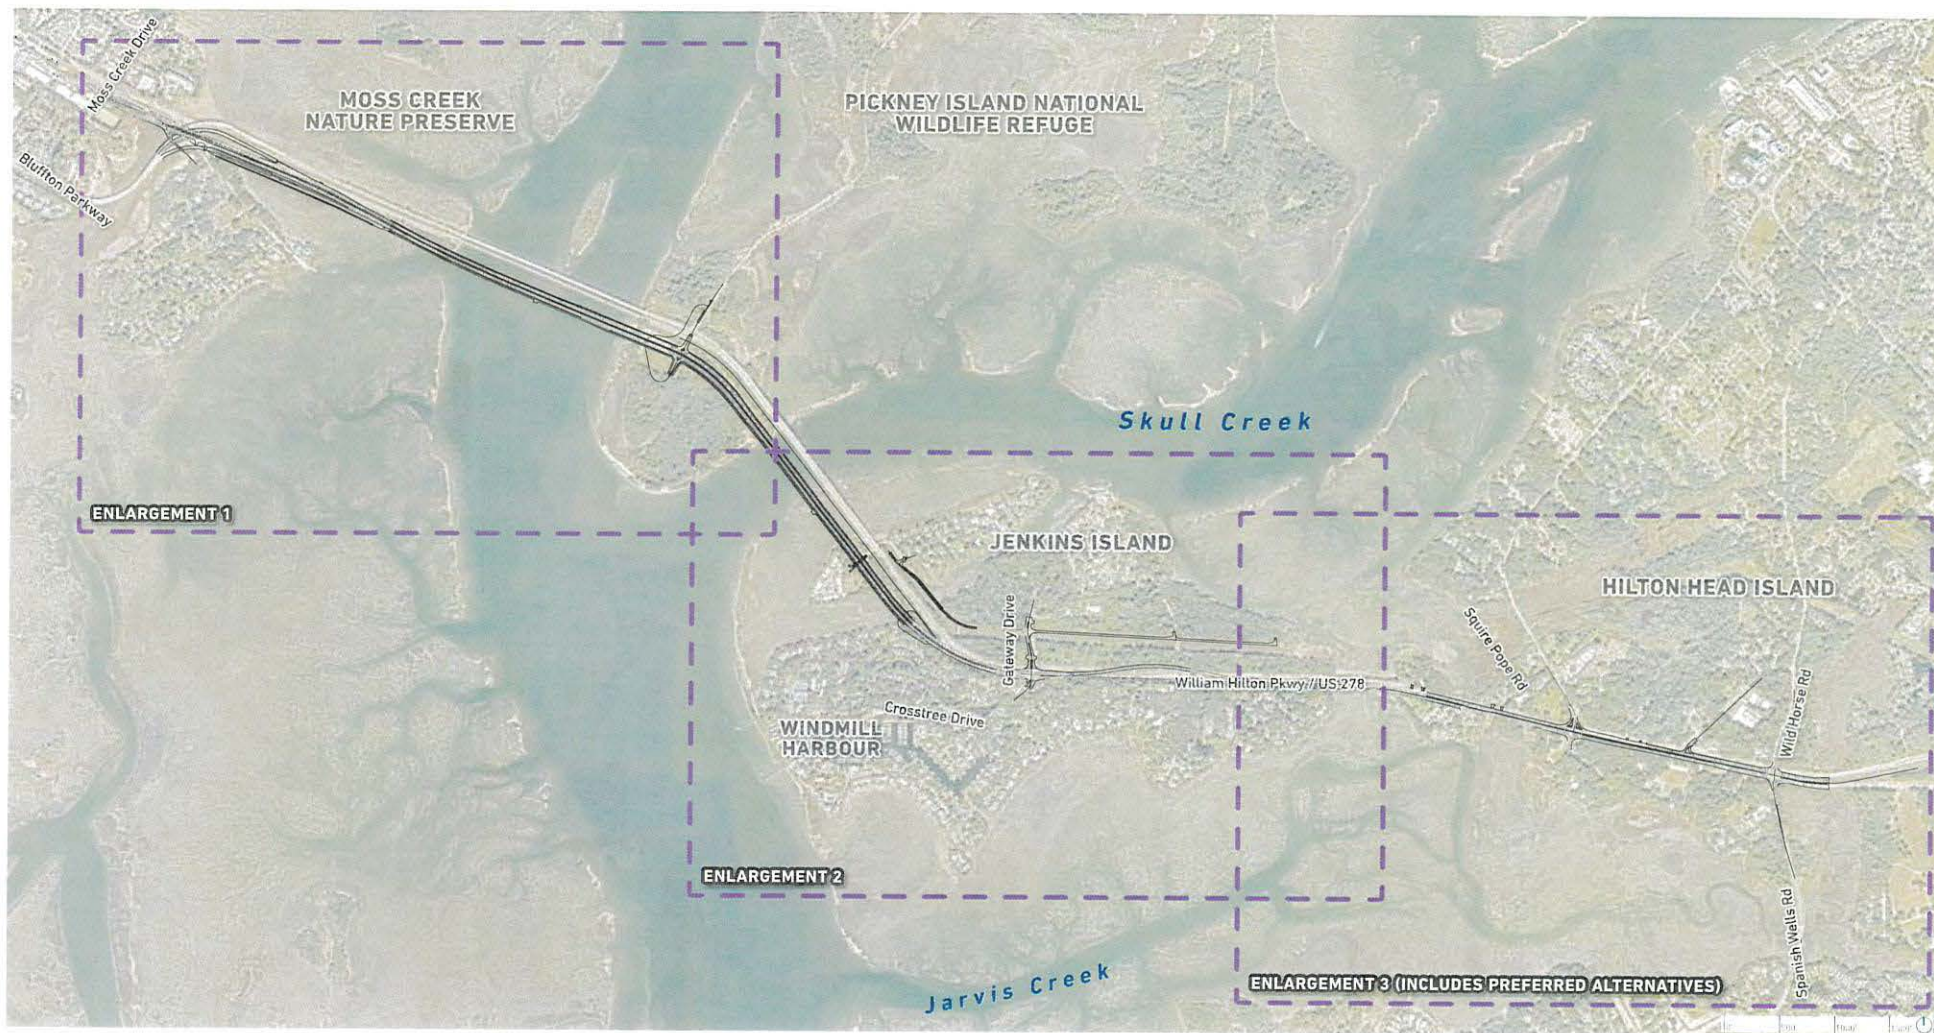 Moss Creek Drive
Bluffton Parkway
MOSS CREEK
NATURE PRESERVE
PICKNEY ISLAND NATIONAL
WILDLIFE REFUGE
Skull Creek
ENLARGEMENT 1
JENKINS ISLAND
HILTON HEAD ISLAND
Gateway Drive
Squire Pope Rd
William Hilton Pkwy / US-278
Wild Horse Rd
Crosstree Drive
WINDMILL
HARBOUR
ENLARGEMENT 2
Spanish Wells Rd
Jarvis Creek
ENLARGEMENT 3 (INCLUDES PREFERRED ALTERNATIVES)